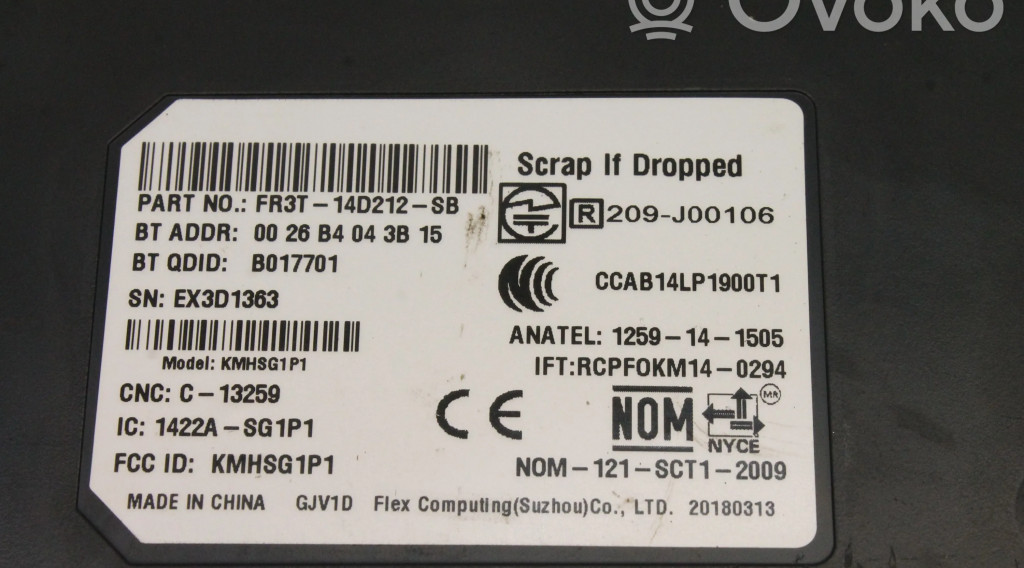 Ovoko
Scrap If Dropped
PART NO.: FR3T-14D212-SB
R 209-J00106
BT ADDR: 00 26 B4 04 3B 15
BT QDID: B017701
CCAB14LP1900T1
SN: EX3D1363
ANATEL: 1259-14-1505
Model: KMHSG1P1
IFT:RCPFOKM14-0294
CNC: C-13259
CE
NOM
NYCE
MR
IC: 1422A-SG1P1
FCC ID: KMHSG1P1
NOM-121-SCT1-2009
MADE IN CHINA GJV1D Flex Computing(Suzhou)Co., LTD. 20180313